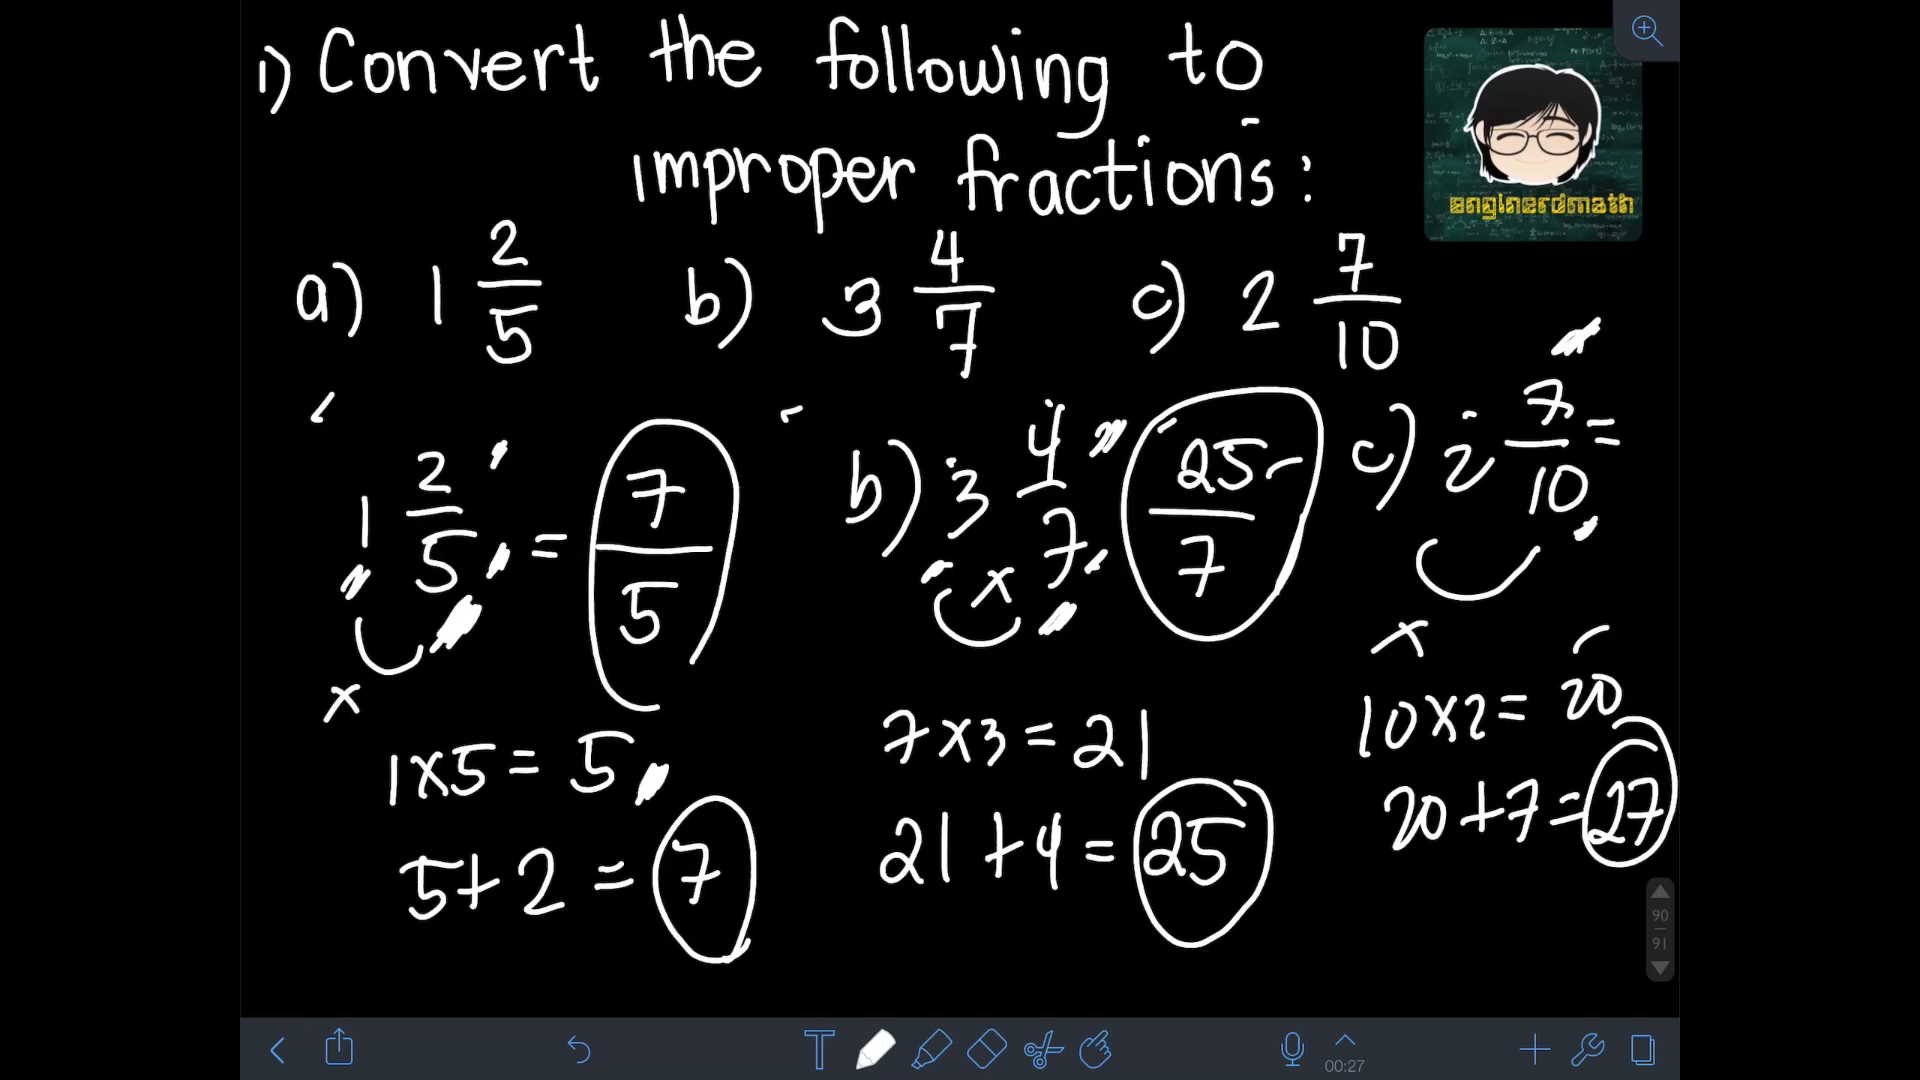 1) Convert the following to
improper fractions:
englnerdmath
a) 1 2/5 b) 3 4/7 c) 2 7/10
1 2/5 = 7/5
b) 3 4/7 25/7
c) 2 7/10 =
x
x
x
1x5 = 5
5+2 = 7
7x3 = 21
21+4 = 25
10x2 = 20
20+7 = 27
90
91
T
00:27